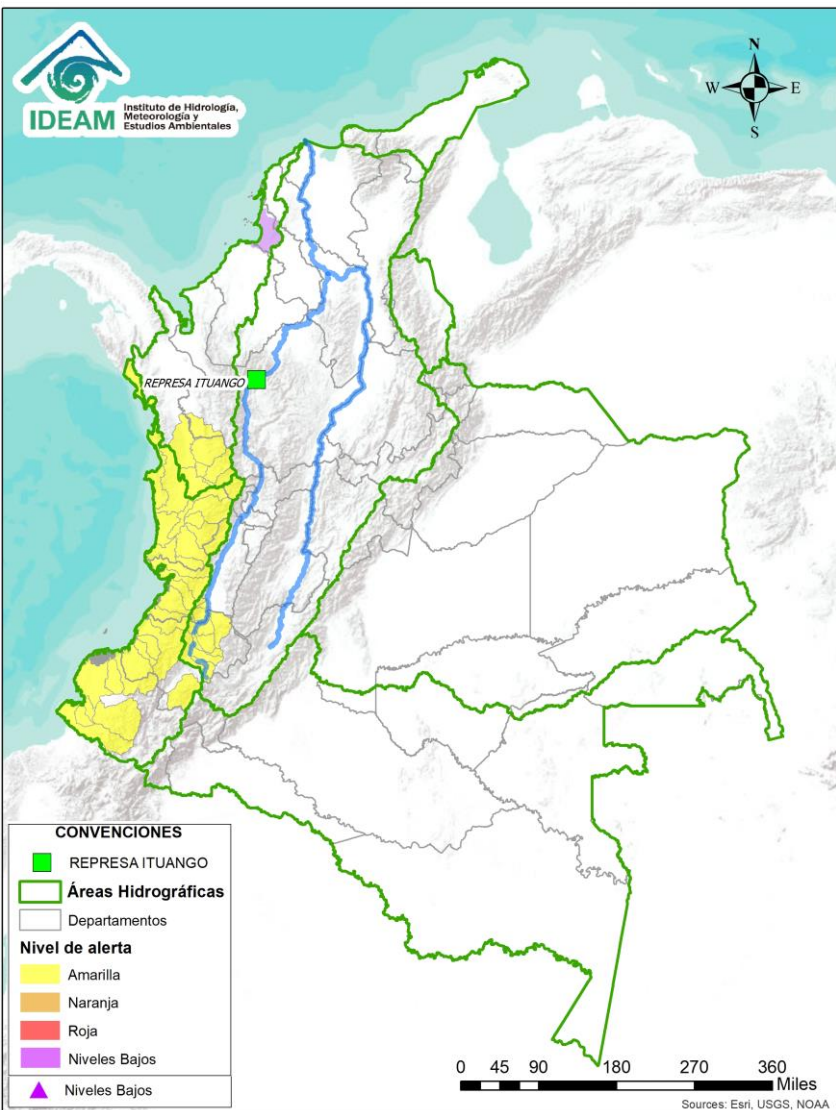 IDEAM
Instituto de Hidrología,
Meteorología y
Estudios Ambientales
N
W
E
S
REPRESA ITUANGO
CONVENCIONES
REPRESA ITUANGO
Áreas Hidrográficas
Departamentos
Nivel de alerta
Amarilla
Naranja
Roja
Niveles Bajos
Niveles Bajos
0 45 90 180 270 360
Miles
Sources: Esri, USGS, NOAA